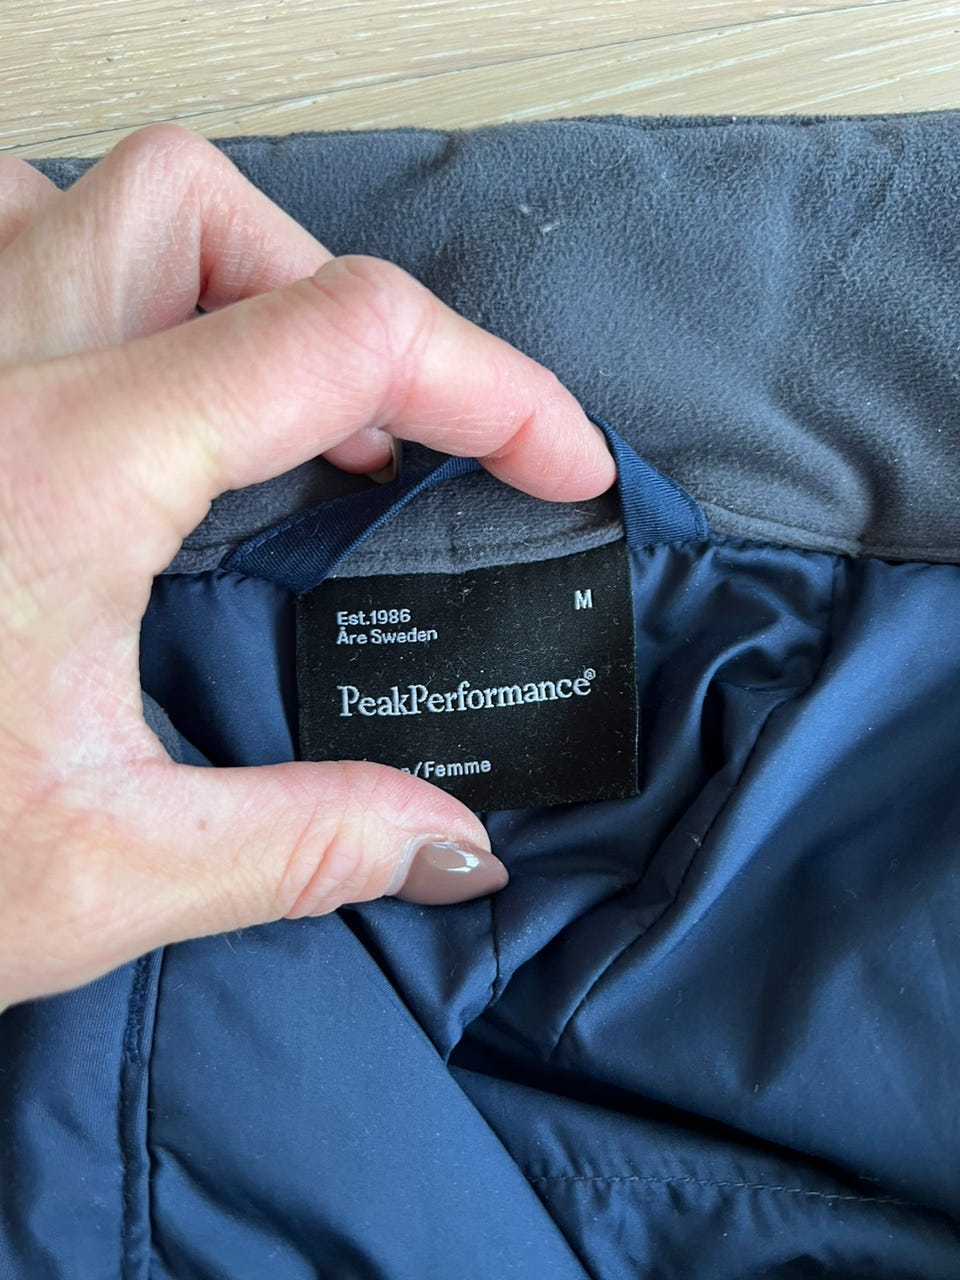 Est.1986
Åre Sweden
M
PeakPerformance®
/Femme